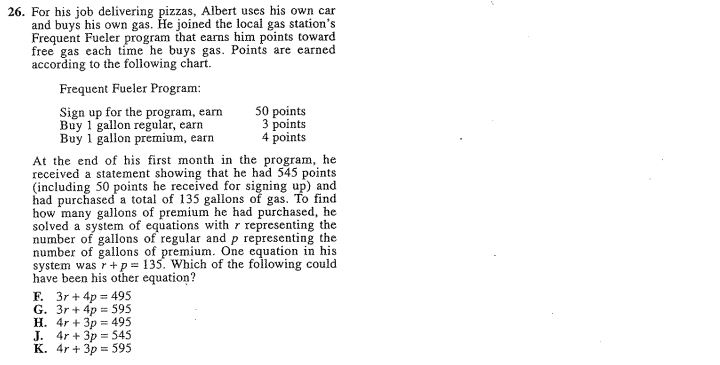 26. For his job delivering pizzas, Albert uses his own car
and buys his own gas. He joined the local gas station's
Frequent Fueler program that earns him points toward
free gas each time he buys gas. Points are earned
according to the following chart.
Frequent Fueler Program:
Sign up for the program, earn 50 points
Buy 1 gallon regular, earn 3 points
Buy 1 gallon premium, earn 4 points
At the end of his first month in the program, he
received a statement showing that he had 545 points
(including 50 points he received for signing up) and
had purchased a total of 135 gallons of gas. To find
how many gallons of premium he had purchased, he
solved a system of equations with r representing the
number of gallons of regular and p representing the
number of gallons of premium. One equation in his
system was r + p = 135. Which of the following could
have been his other equation?
F. 3r + 4p = 495
G. 3r + 4p = 595
H. 4r + 3p = 495
J. 4r + 3p = 545
K. 4r + 3p = 595